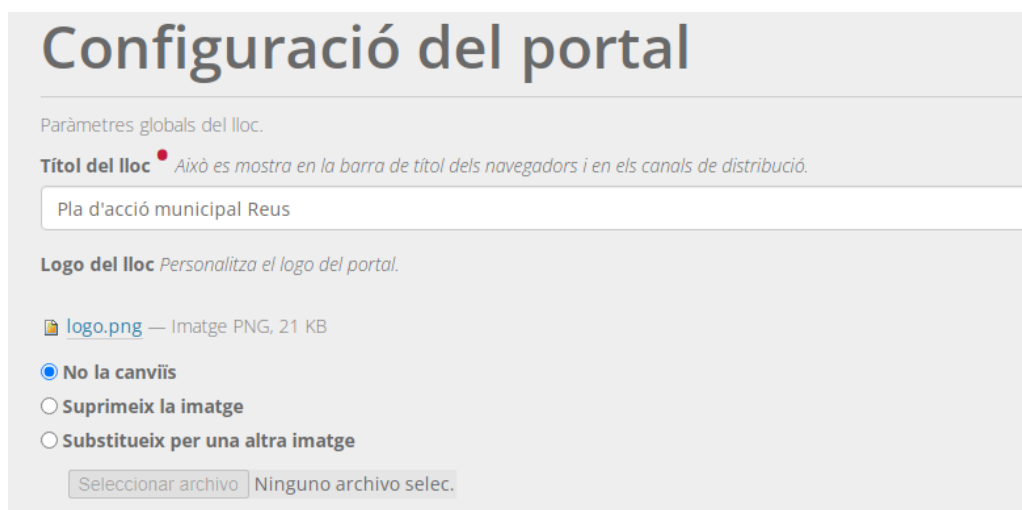 Configuració del portal
Paràmetres globals del lloc.
Títol del lloc Això es mostra en la barra de títol dels navegadors i en els canals de distribució.
Pla d'acció municipal Reus
Logo del lloc Personalitza el logo del portal.
logo.png — Imatge PNG, 21 KB
No la canviïs
Suprimeix la imatge
Substitueix per una altra imatge
Seleccionar archivo Ninguno archivo selec.